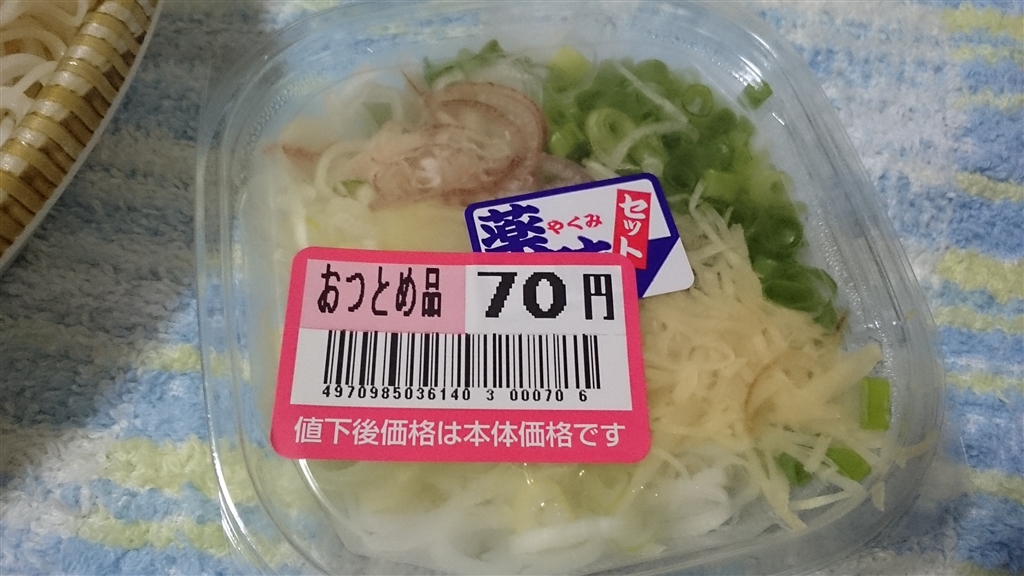 セット
やくみ
薬
おつとめ品 70円
4970985036140 3 00070 6
値下後価格は本体価格です